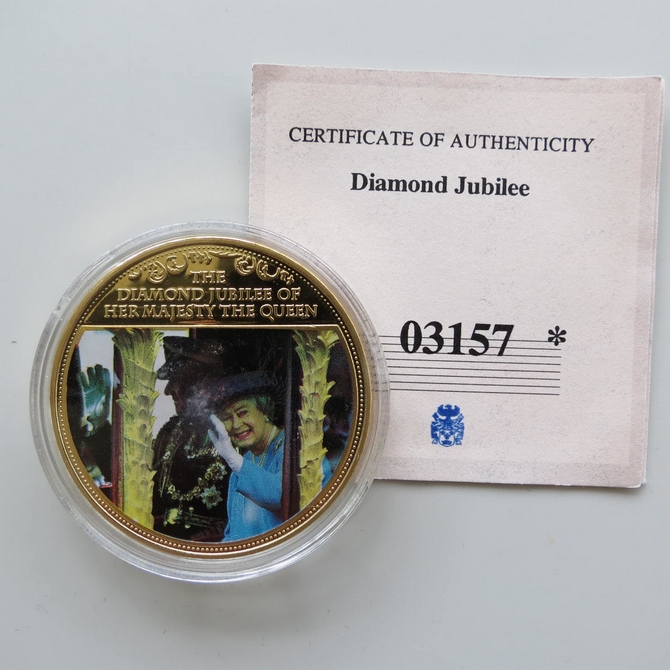 CERTIFICATE OF AUTHENTICITY
Diamond Jubilee
03157 *
THE
DIAMOND JUBILEE OF
HER MAJESTY THE QUEEN